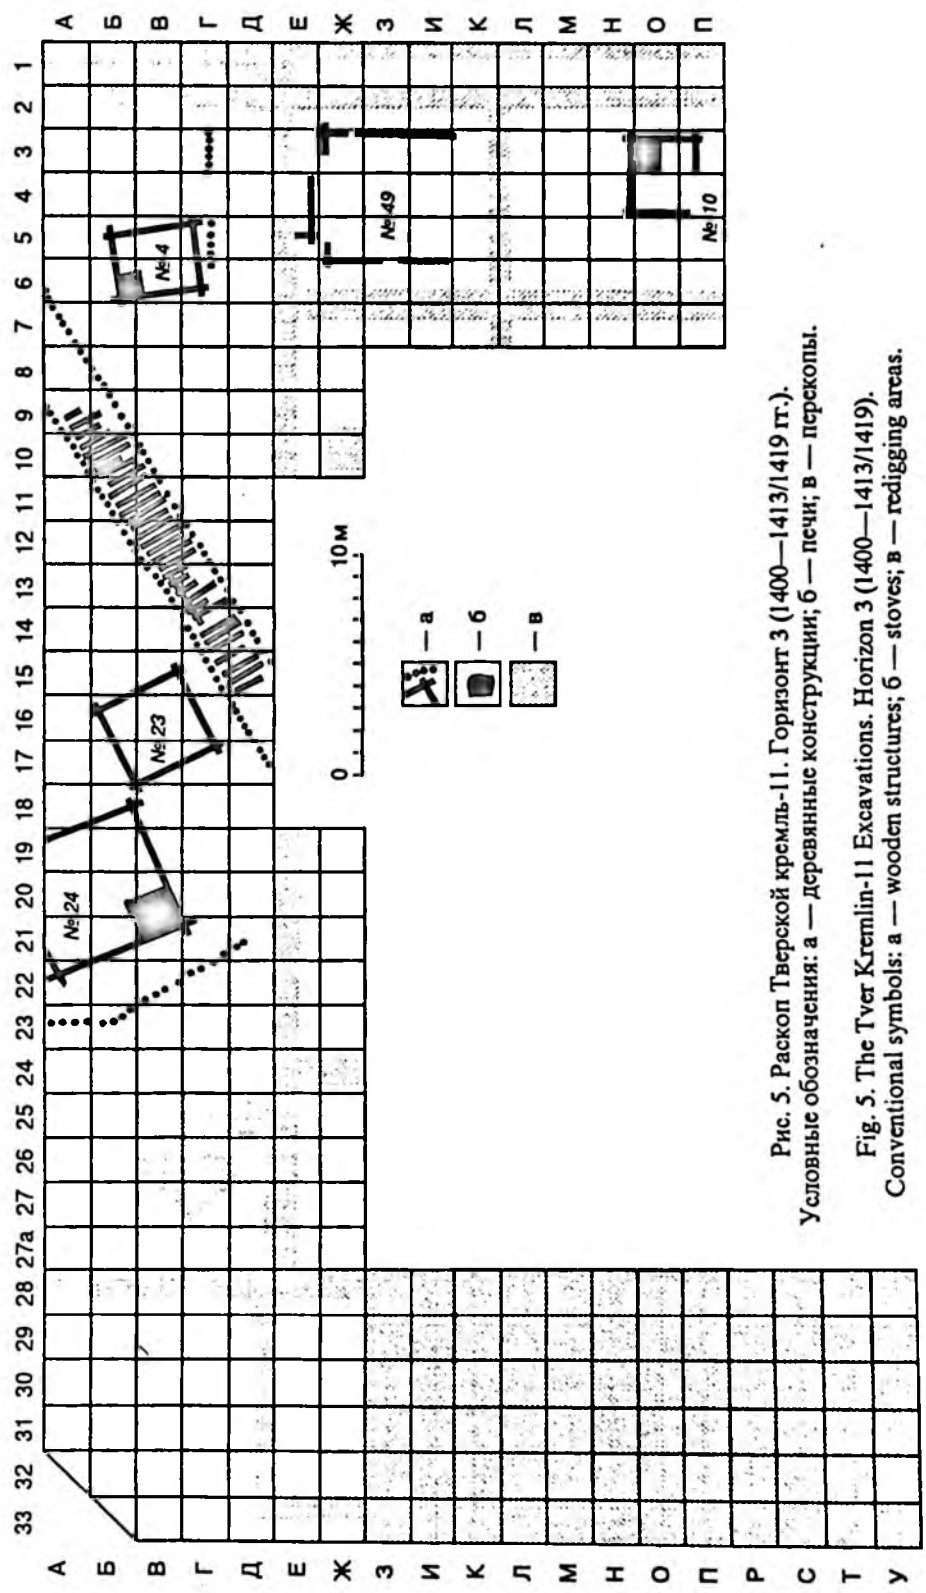 33 32 31 30 29 28 27а 27 26 25 24 23 22 21 20 19 18 17 16 15 14 13 12 11 10 9 8 7 6 5 4 3 2 1
А А
Б Б
В В
Г Г
Д Д
Е Е
Ж Ж
З З
И И
К К
Л Л
М М
Н Н
О О
П П
Р
С
Т
У
№24
№23
№4
№49
№10
0 10м
— а
— б
— в
Рис. 5. Раскоп Тверской кремль-11. Горизонт 3 (1400—1413/1419 гг.).
Условные обозначения: а — деревянные конструкции; б — печи; в — перекопы.
Fig. 5. The Tver Kremlin-11 Excavations. Horizon 3 (1400—1413/1419).
Conventional symbols: а — wooden structures; б — stoves; в — redigging areas.